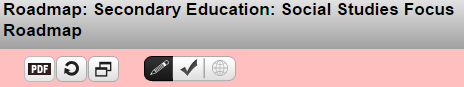 Roadmap: Secondary Education: Social Studies Focus
Roadmap
PDF